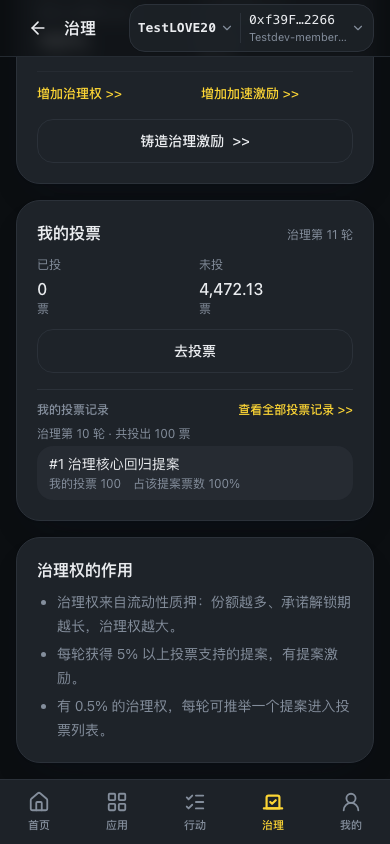 治理
TestLOVE20
0xf39F…2266
Testdev-member...
增加治理权 >>
增加加速激励 >>
铸造治理激励 >>
我的投票
治理第 11 轮
已投
未投
0
4,472.13
票
票
去投票
我的投票记录
查看全部投票记录 >>
治理第 10 轮 · 共投出 100 票
#1 治理核心回归提案
我的投票 100 占该提案票数 100%
治理权的作用
• 治理权来自流动性质押：份额越多、承诺解锁期
越长，治理权越大。
• 每轮获得 5% 以上投票支持的提案，有提案激
励。
• 有 0.5% 的治理权，每轮可推举一个提案进入投
票列表。
首页
应用
行动
治理
我的